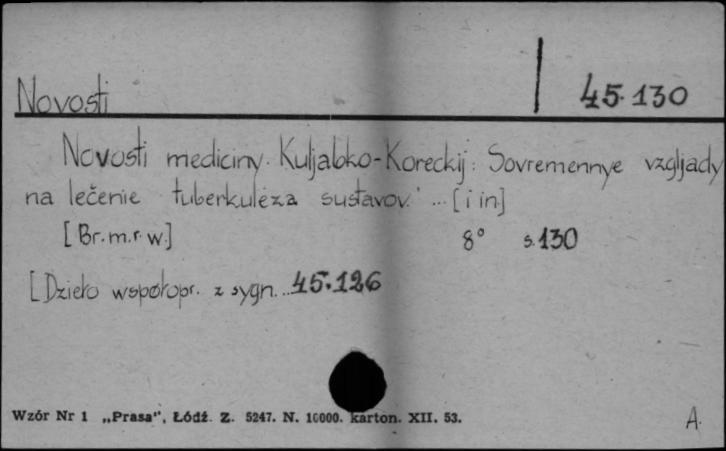 Novosti 45.130
Novosti mediciny. Kuljabko-Koreckij: Sovremennye vzgljady
na lečenie tuberkulëza sustavov. ... [i in.]
[Br. m. r. w.] 8° s. 130
[Dzieło współopr. z sygn. ... 45.126
Wzór Nr 1 „Prasa", Łódź. Z. 5247. N. 10000. karton. XII. 53.
A.